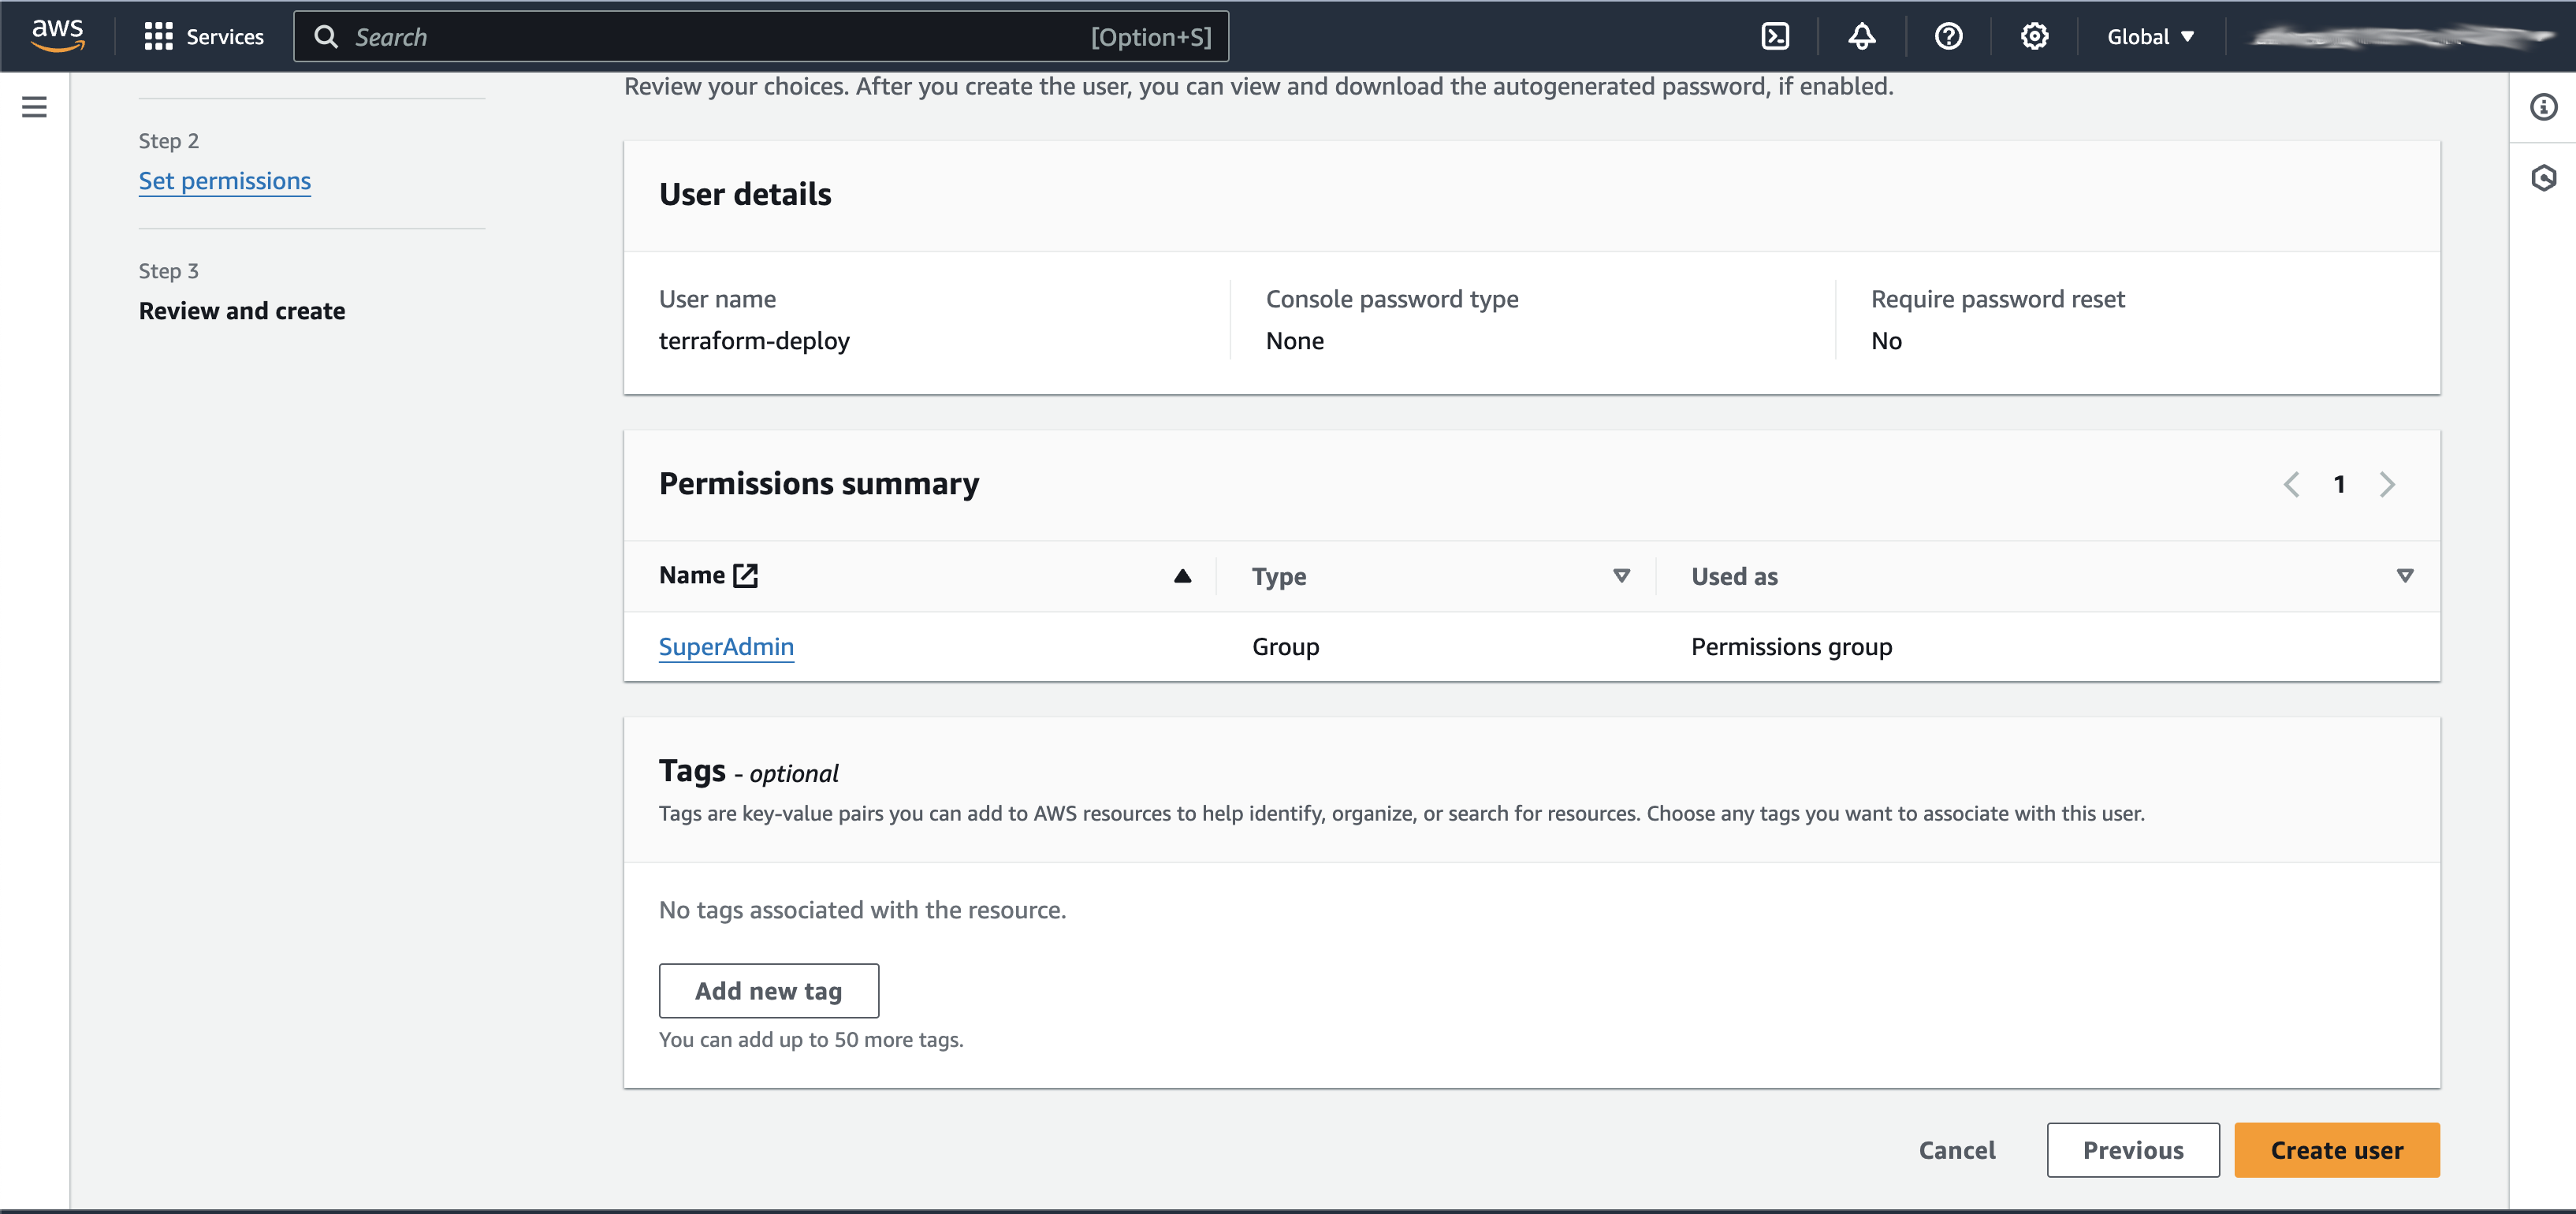 aws Services Search [Option+S] Global
Review your choices. After you create the user, you can view and download the autogenerated password, if enabled.
Step 2
Set permissions
Step 3
Review and create
User details
User name Console password type Require password reset
terraform-deploy None No
Permissions summary 1
Name Type Used as
SuperAdmin Group Permissions group
Tags - optional
Tags are key-value pairs you can add to AWS resources to help identify, organize, or search for resources. Choose any tags you want to associate with this user.
No tags associated with the resource.
Add new tag
You can add up to 50 more tags.
Cancel Previous Create user